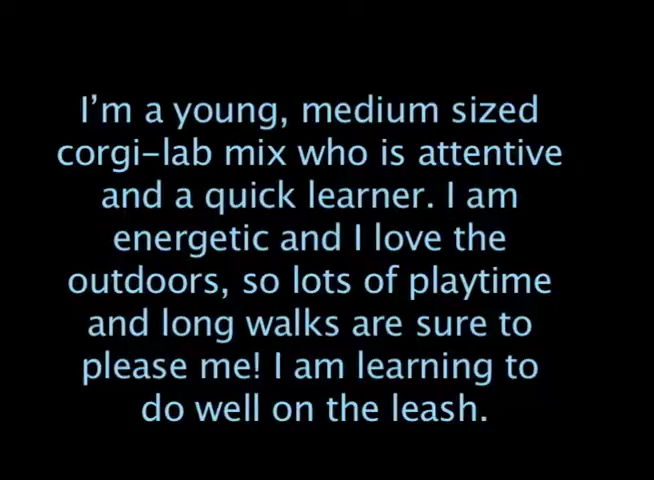 I’m a young, medium sized
corgi-lab mix who is attentive
and a quick learner. I am
energetic and I love the
outdoors, so lots of playtime
and long walks are sure to
please me! I am learning to
do well on the leash.